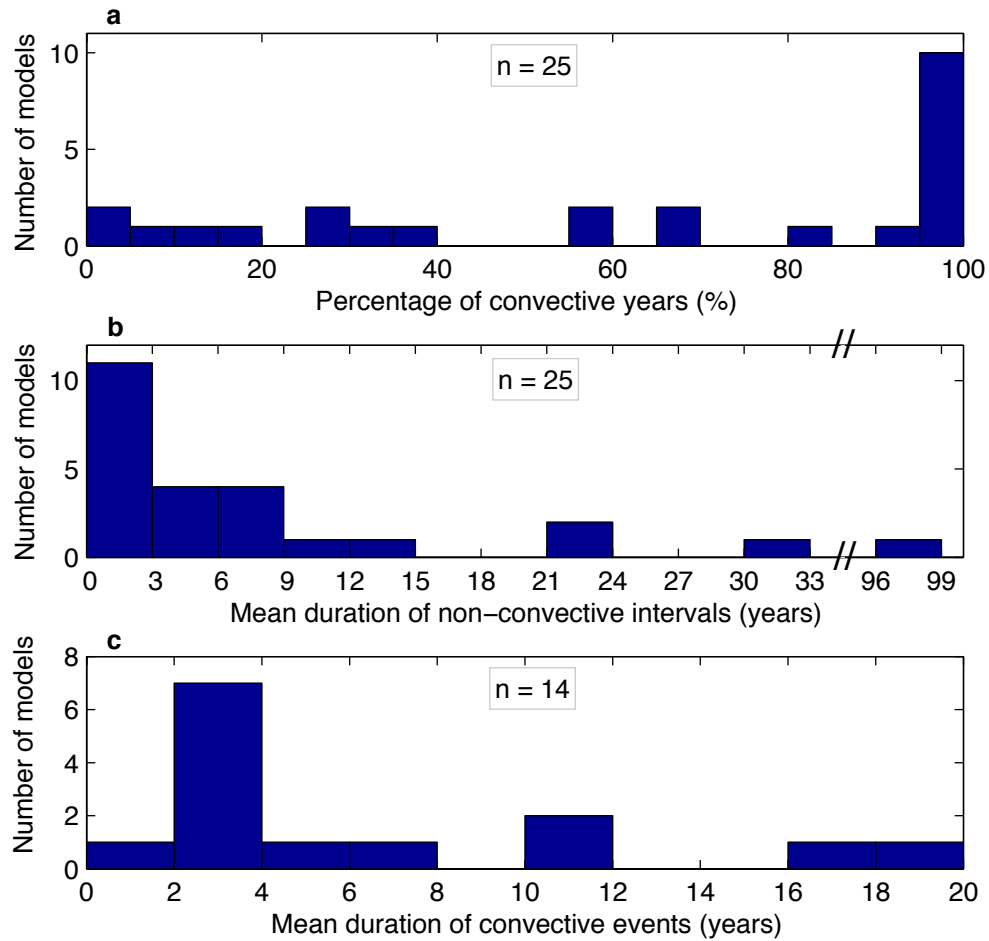 a
Number of models
10
5
0
n = 25
0 20 40 60 80 100
Percentage of convective years (%)
b
Number of models
10
5
0
n = 25
//
//
0 3 6 9 12 15 18 21 24 27 30 33 96 99
Mean duration of non−convective intervals (years)
c
Number of models
8
6
4
2
0
n = 14
0 2 4 6 8 10 12 14 16 18 20
Mean duration of convective events (years)